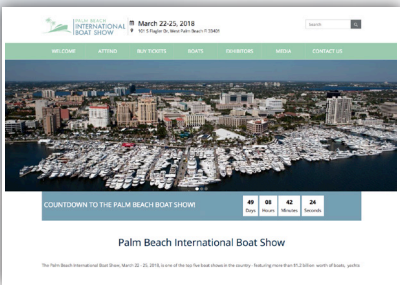 PALM BEACH
INTERNATIONAL
BOAT SHOW
March 22-25, 2018
101 S Flagler Dr, West Palm Beach Fl 33401
Search
WELCOME ATTEND BUY TICKETS BOATS EXHIBITORS MEDIA CONTACT US
COUNTDOWN TO THE PALM BEACH BOAT SHOW!
49 08 42 24
Days Hours Minutes Seconds
Palm Beach International Boat Show
The Palm Beach International Boat Show, March 22 - 25, 2018, is one of the top five boat shows in the country - featuring more than $1.2 billion worth of boats, yachts